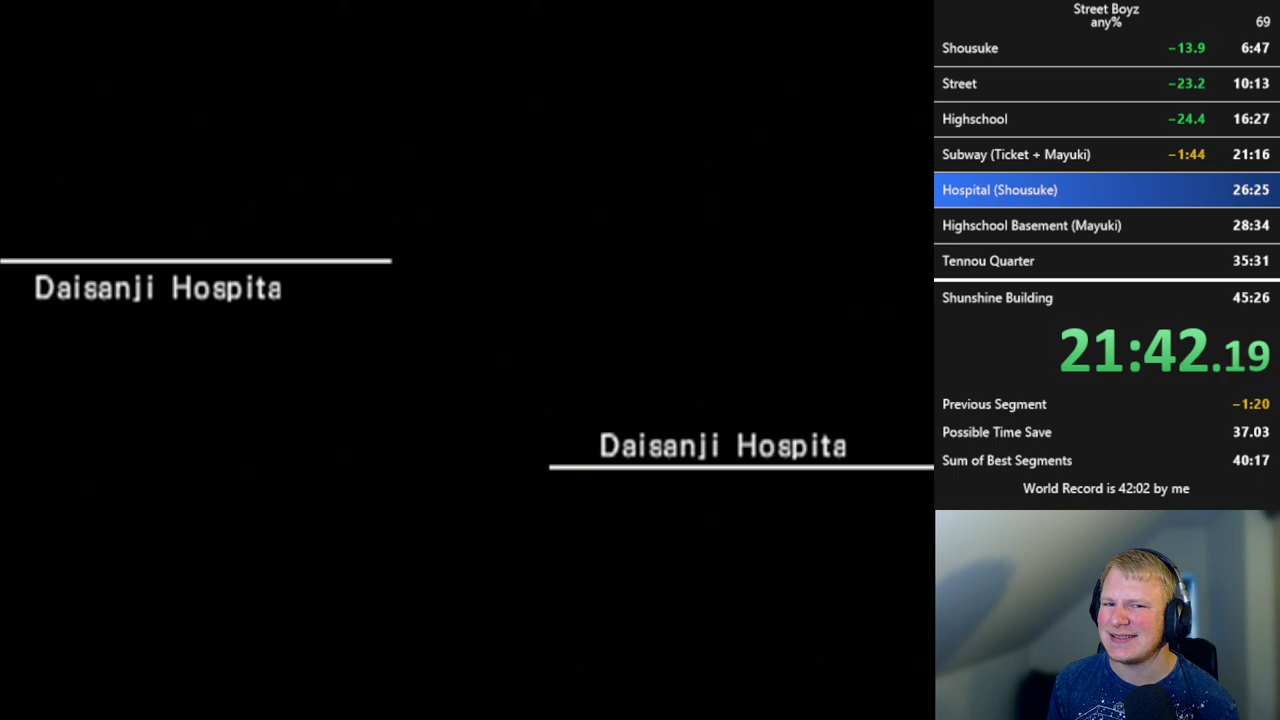 Daisanji Hospita
Daisanji Hospita
Street Boyz
any%
69
Shousuke -13.9 6:47
Street -23.2 10:13
Highschool -24.4 16:27
Subway (Ticket + Mayuki) -1:44 21:16
Hospital (Shousuke) 26:25
Highschool Basement (Mayuki) 28:34
Tennou Quarter 35:31
Shunshine Building 45:26
21:42.19
Previous Segment -1:20
Possible Time Save 37.03
Sum of Best Segments 40:17
World Record is 42:02 by me